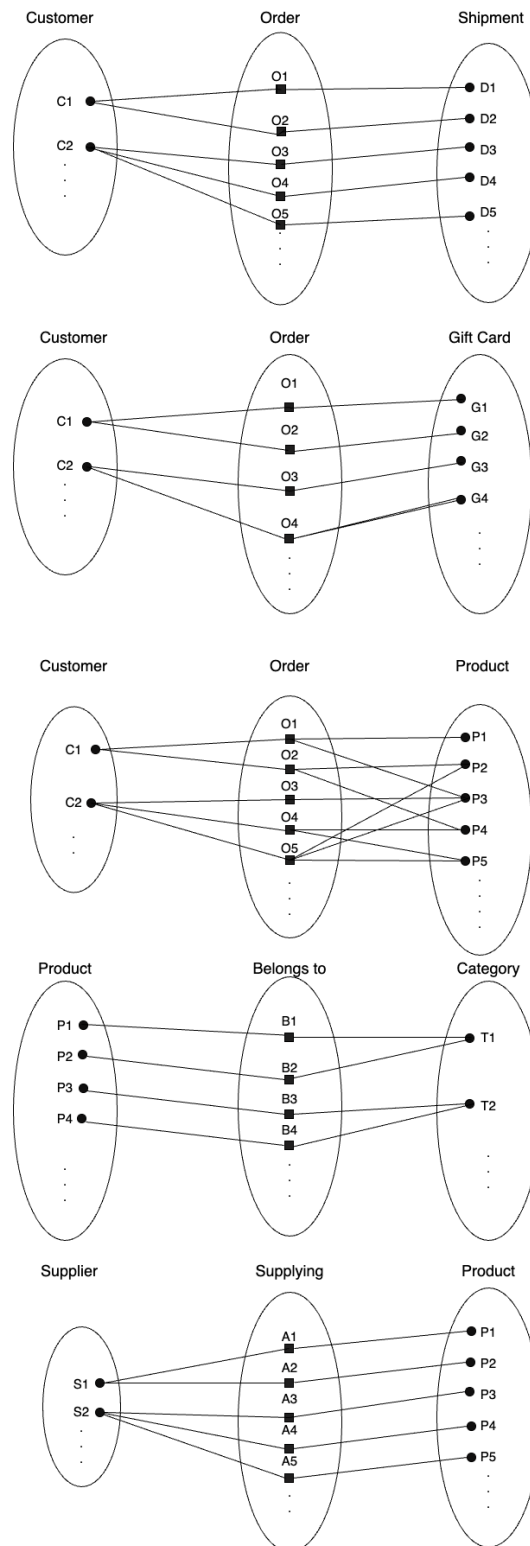 Customer Order Shipment
O1
D1
C1
O2
D2
C2
O3
D3
O4
D4
O5
D5
Customer Order Gift Card
O1
G1
C1
O2
G2
C2
O3
G3
G4
O4
Customer Order Product
O1
P1
C1
O2
P2
O3
P3
C2
O4
P4
O5
P5
Product Belongs to Category
P1
B1
T1
P2
B2
P3
B3
T2
P4
B4
Supplier Supplying Product
A1
P1
A2
P2
S1
A3
P3
S2
A4
P4
A5
P5